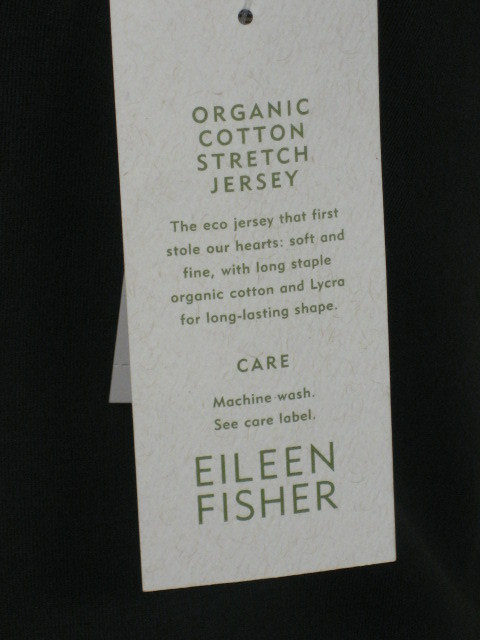 ORGANIC
COTTON
STRETCH
JERSEY
The eco jersey that first
stole our hearts: soft and
fine, with long staple
organic cotton and Lycra
for long-lasting shape.
CARE
Machine wash.
See care label.
EILEEN
FISHER